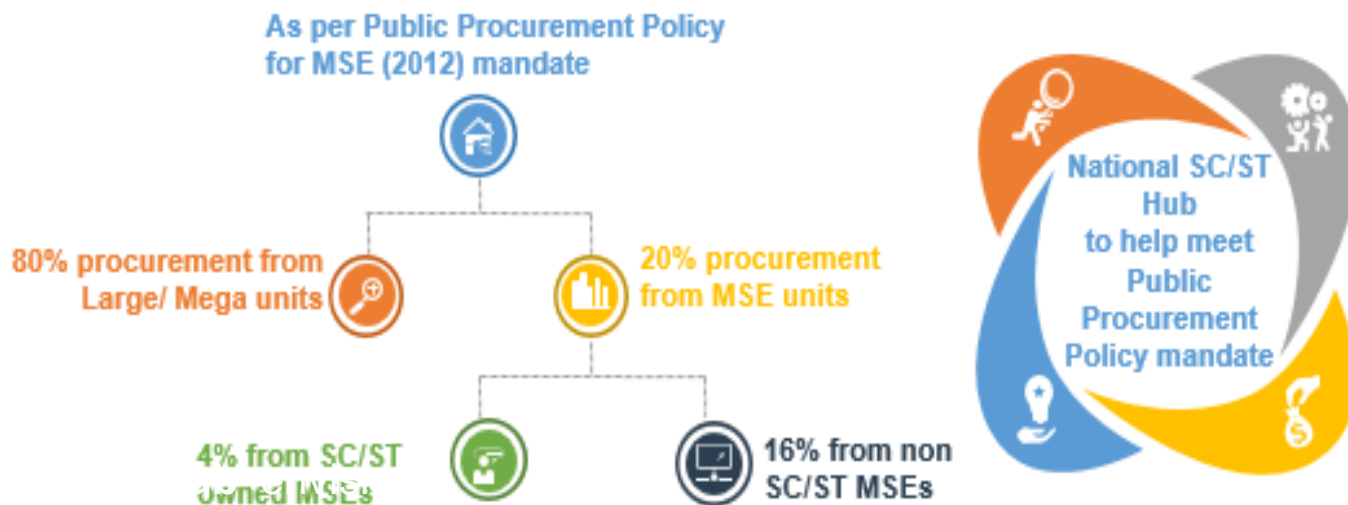 As per Public Procurement Policy
for MSE (2012) mandate
80% procurement from
Large/ Mega units
20% procurement
from MSE units
4% from SC/ST
owned MSEs
16% from non
SC/ST MSEs
National SC/ST
Hub
to help meet
Public
Procurement
Policy mandate